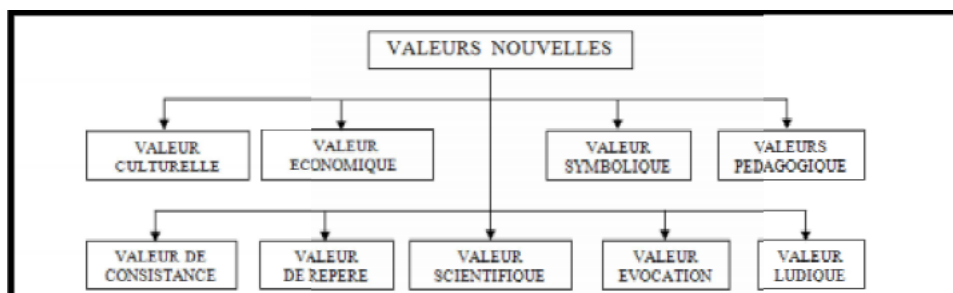 VALEURS NOUVELLES
VALEUR
CULTURELLE
VALEUR
ECONOMIQUE
VALEUR
SYMBOLIQUE
VALEURS
PEDAGOGIQUE
VALEUR DE
CONSISTANCE
VALEUR
DE REPERE
VALEUR
SCIENTIFIQUE
VALEUR
EVOCATION
VALEUR
LUDIQUE